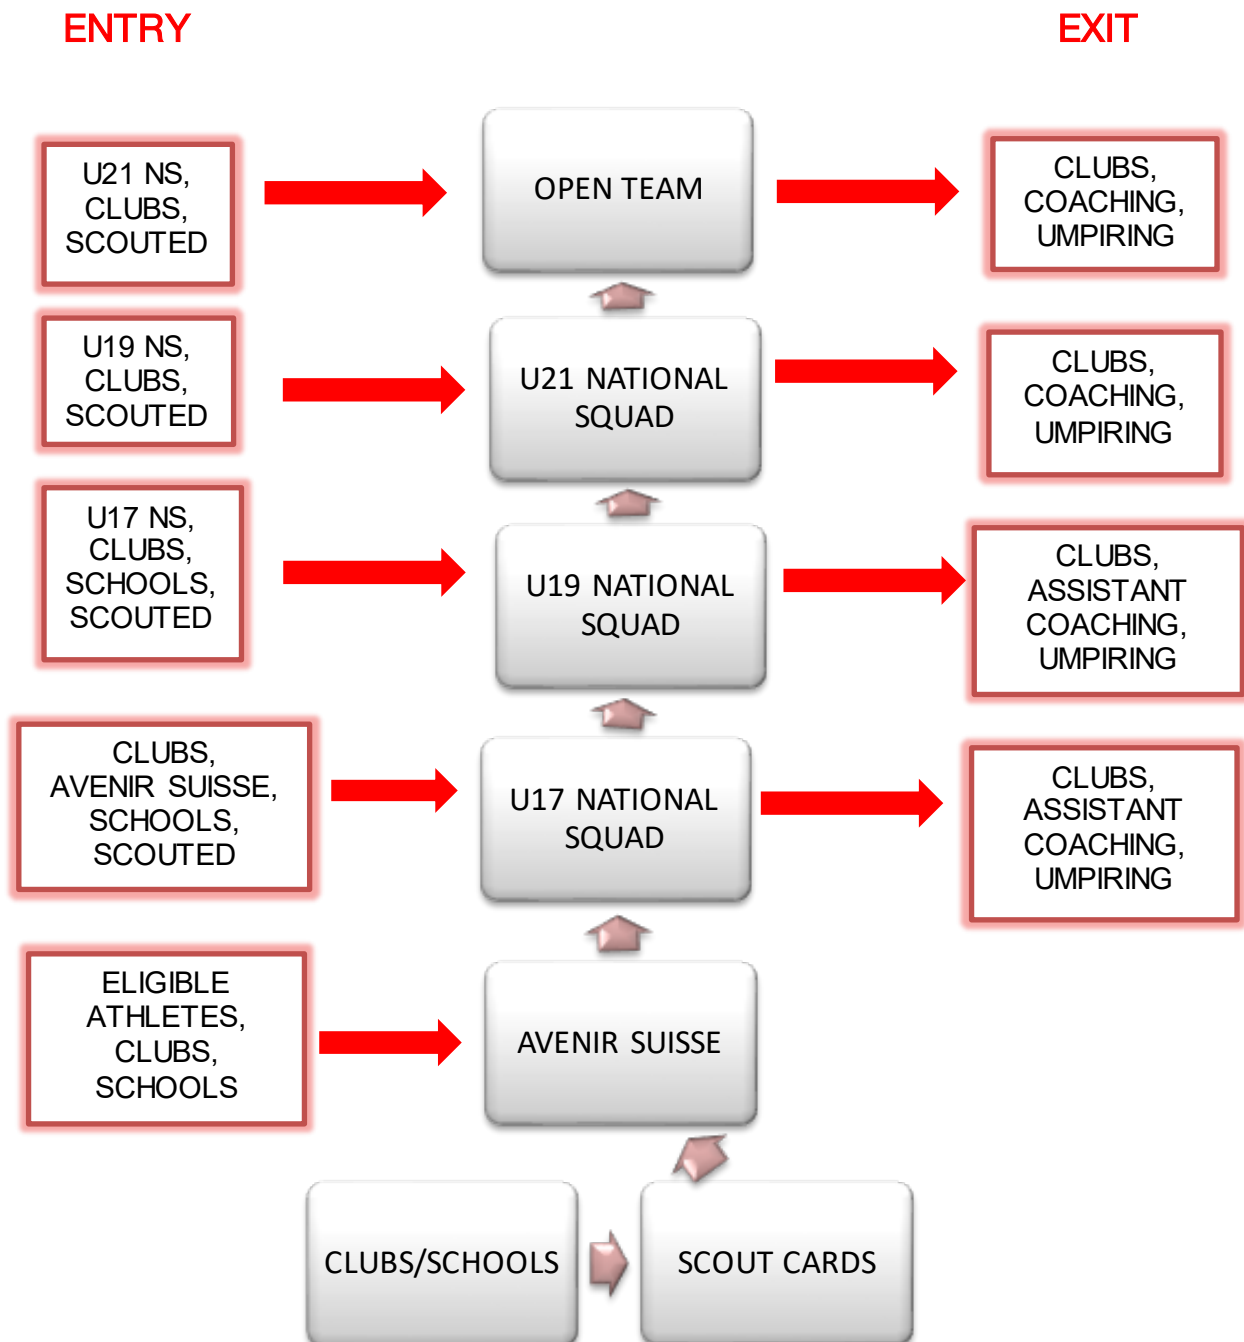 ENTRY
EXIT
U21 NS,
CLUBS,
SCOUTED
OPEN TEAM
CLUBS,
COACHING,
UMPIRING
U19 NS,
CLUBS,
SCOUTED
U21 NATIONAL
SQUAD
CLUBS,
COACHING,
UMPIRING
U17 NS,
CLUBS,
SCHOOLS,
SCOUTED
U19 NATIONAL
SQUAD
CLUBS,
ASSISTANT
COACHING,
UMPIRING
CLUBS,
AVENIR SUISSE,
SCHOOLS,
SCOUTED
U17 NATIONAL
SQUAD
CLUBS,
ASSISTANT
COACHING,
UMPIRING
ELIGIBLE
ATHLETES,
CLUBS,
SCHOOLS
AVENIR SUISSE
CLUBS/SCHOOLS
SCOUT CARDS